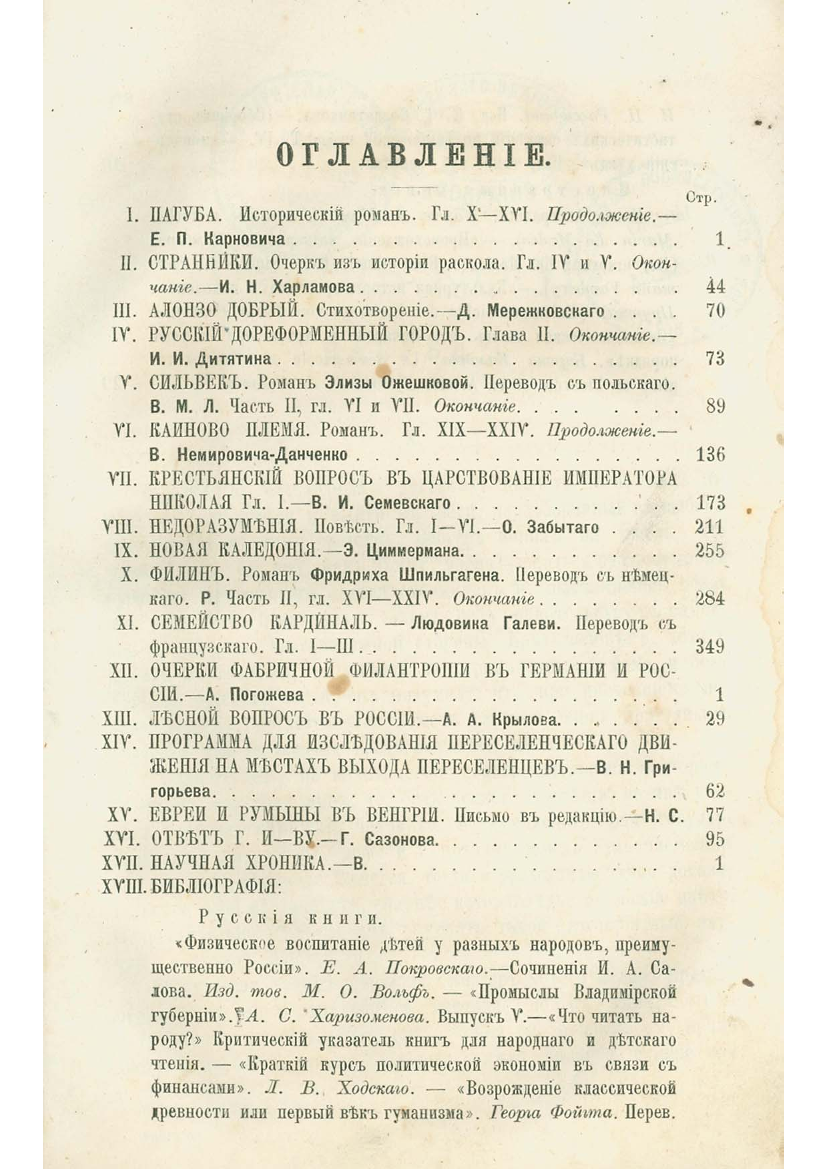 ОГЛАВЛЕНІЕ.
Стр.
I. ПАГУБА. Историческій романъ. Гл. X—XVI. Продолженіе.—
Е. П. Карновича . . . . . . . . . . . . . . . . . . 1
II. СТРАННИКИ. Очеркъ изъ исторіи раскола. Гл. IV и V. Окон-
чаніе.—И. Н. Харламова . . . . . . . . . . . . . . 44
III. АЛОНЗО ДОБРЫЙ. Стихотвореніе.—Д. Мережковскаго . . . . 70
IV. РУССКІЙ ДОРЕФОРМЕННЫЙ ГОРОДЪ. Глава II. Окончаніе.—
И. И. Дитятина . . . . . . . . . . . . . . . . . . 73
V. СИЛЬВЕКЪ. Романъ Элизы Ожешковой. Переводъ съ польскаго.
В. М. Л. Часть II, гл. VI и VII. Окончаніе. . . . . . . . 89
VI. КАИНОВО ПЛЕМЯ. Романъ. Гл. XIX—XXIV. Продолженіе.—
В. Немировича-Данченко . . . . . . . . . . . . . . . 136
VII. КРЕСТЬЯНСКІЙ ВОПРОСЪ ВЪ ЦАРСТВОВАНІЕ ИМПЕРАТОРА
НИКОЛАЯ Гл. I.—В. И. Семевскаго . . . . . . . . . . . 173
VIII. НЕДОРАЗУМѢНІЯ. Повѣсть. Гл. I—VI.—О. Забытаго . . . . 211
IX. НОВАЯ КАЛЕДОНІЯ.—Э. Циммермана. . . . . . . . . . . 255
X. ФИЛИНЪ. Романъ Фридриха Шпильгагена. Переводъ съ нѣмец-
каго. Р. Часть II, гл. XVI—XXIV. Окончаніе . . . . . . . 284
XI. СЕМЕЙСТВО КАРДИНАЛЬ. — Людовика Галеви. Переводъ съ
французскаго. Гл. I—III . . . . . . . . . . . . . . . 349
XII. ОЧЕРКИ ФАБРИЧНОЙ ФИЛАНТРОПІИ ВЪ ГЕРМАНІИ И РОС-
СІИ.—А. Погожева . . . . . . . . . . . . . . . . . 1
XIII. ЛѢСНОЙ ВОПРОСЪ ВЪ РОССІИ.—А. А. Крылова. . . . . . . 29
XIV. ПРОГРАММА ДЛЯ ИЗСЛѢДОВАНІЯ ПЕРЕСЕЛЕНЧЕСКАГО ДВИ-
ЖЕНІЯ НА МѢСТАХЪ ВЫХОДА ПЕРЕСЕЛЕНЦЕВЪ.—В. Н. Гри-
горьева. . . . . . . . . . . . . . . . . . . . . . 62
XV. ЕВРЕИ И РУМЫНЫ ВЪ ВЕНГРІИ. Письмо въ редакцію.—Н. С. 77
XVI. ОТВѢТЪ Г. И—ВУ.—Г. Сазонова. . . . . . . . . . . . 95
XVII. НАУЧНАЯ ХРОНИКА.—В. . . . . . . . . . . . . . . . 1
XVIII. БИБЛІОГРАФІЯ:
Русскія книги.
«Физическое воспитаніе дѣтей у разныхъ народовъ, преиму-
щественно Россіи». Е. А. Покровскаго.—Сочиненія И. А. Са-
лова. Изд. тов. М. О. Вольфъ. — «Промыслы Владимірской
губерніи». А. С. Харизоменова. Выпускъ V.—«Что читать на-
роду?» Критическій указатель книгъ для народнаго и дѣтскаго
чтенія. — «Краткій курсъ политической экономіи въ связи съ
финансами». Л. В. Ходскаго. — «Возрожденіе классической
древности или первый вѣкъ гуманизма». Георга Фойгта. Перев.